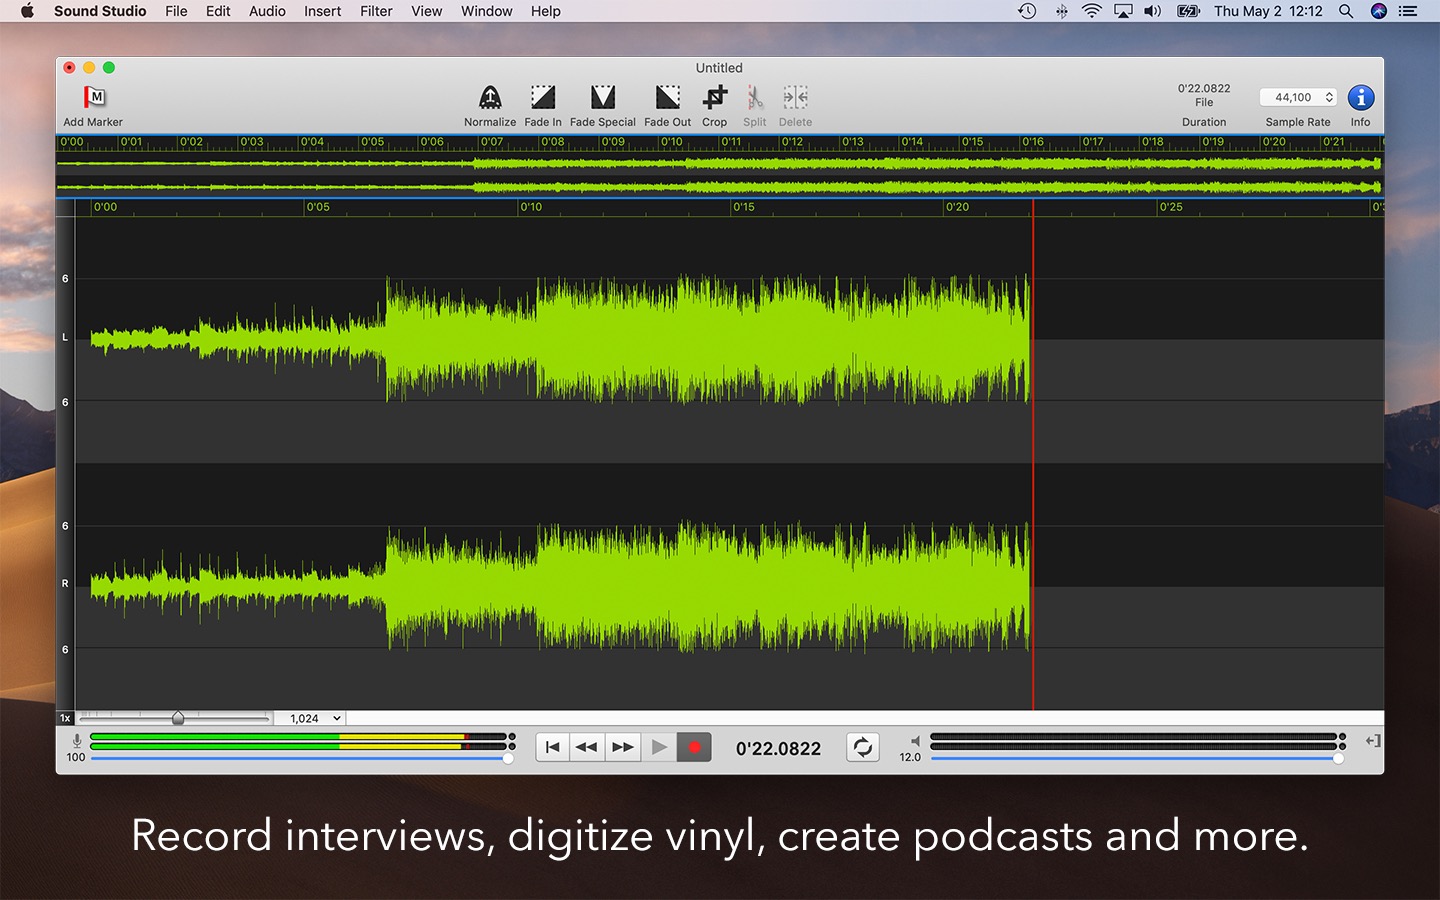 Sound Studio File Edit Audio Insert Filter View Window Help Thu May 2 12:12
Untitled
M
0'22.0822
File
44,100
Add Marker Normalize Fade In Fade Special Fade Out Crop Split Delete Duration Sample Rate Info
0'00 0'01 0'02 0'03 0'04 0'05 0'06 0'07 0'08 0'09 0'10 0'11 0'12 0'13 0'14 0'15 0'16 0'17 0'18 0'19 0'20 0'21
0'00 0'05 0'10 0'15 0'20 0'25
6
L
6
6
R
6
1x 1,024
0'22.0822
100 12.0
Record interviews, digitize vinyl, create podcasts and more.